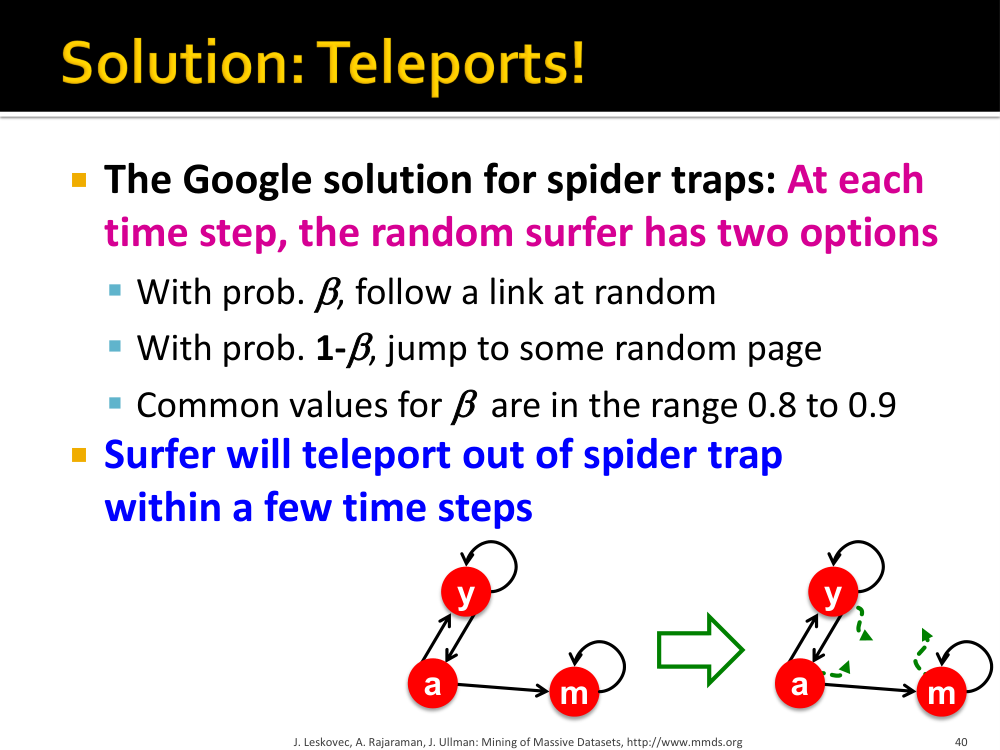 Solution: Teleports!
The Google solution for spider traps: At each
time step, the random surfer has two options
With prob. β, follow a link at random
With prob. 1-β, jump to some random page
Common values for β are in the range 0.8 to 0.9
Surfer will teleport out of spider trap
within a few time steps
y
y
a
m
a
m
J. Leskovec, A. Rajaraman, J. Ullman: Mining of Massive Datasets, http://www.mmds.org
40